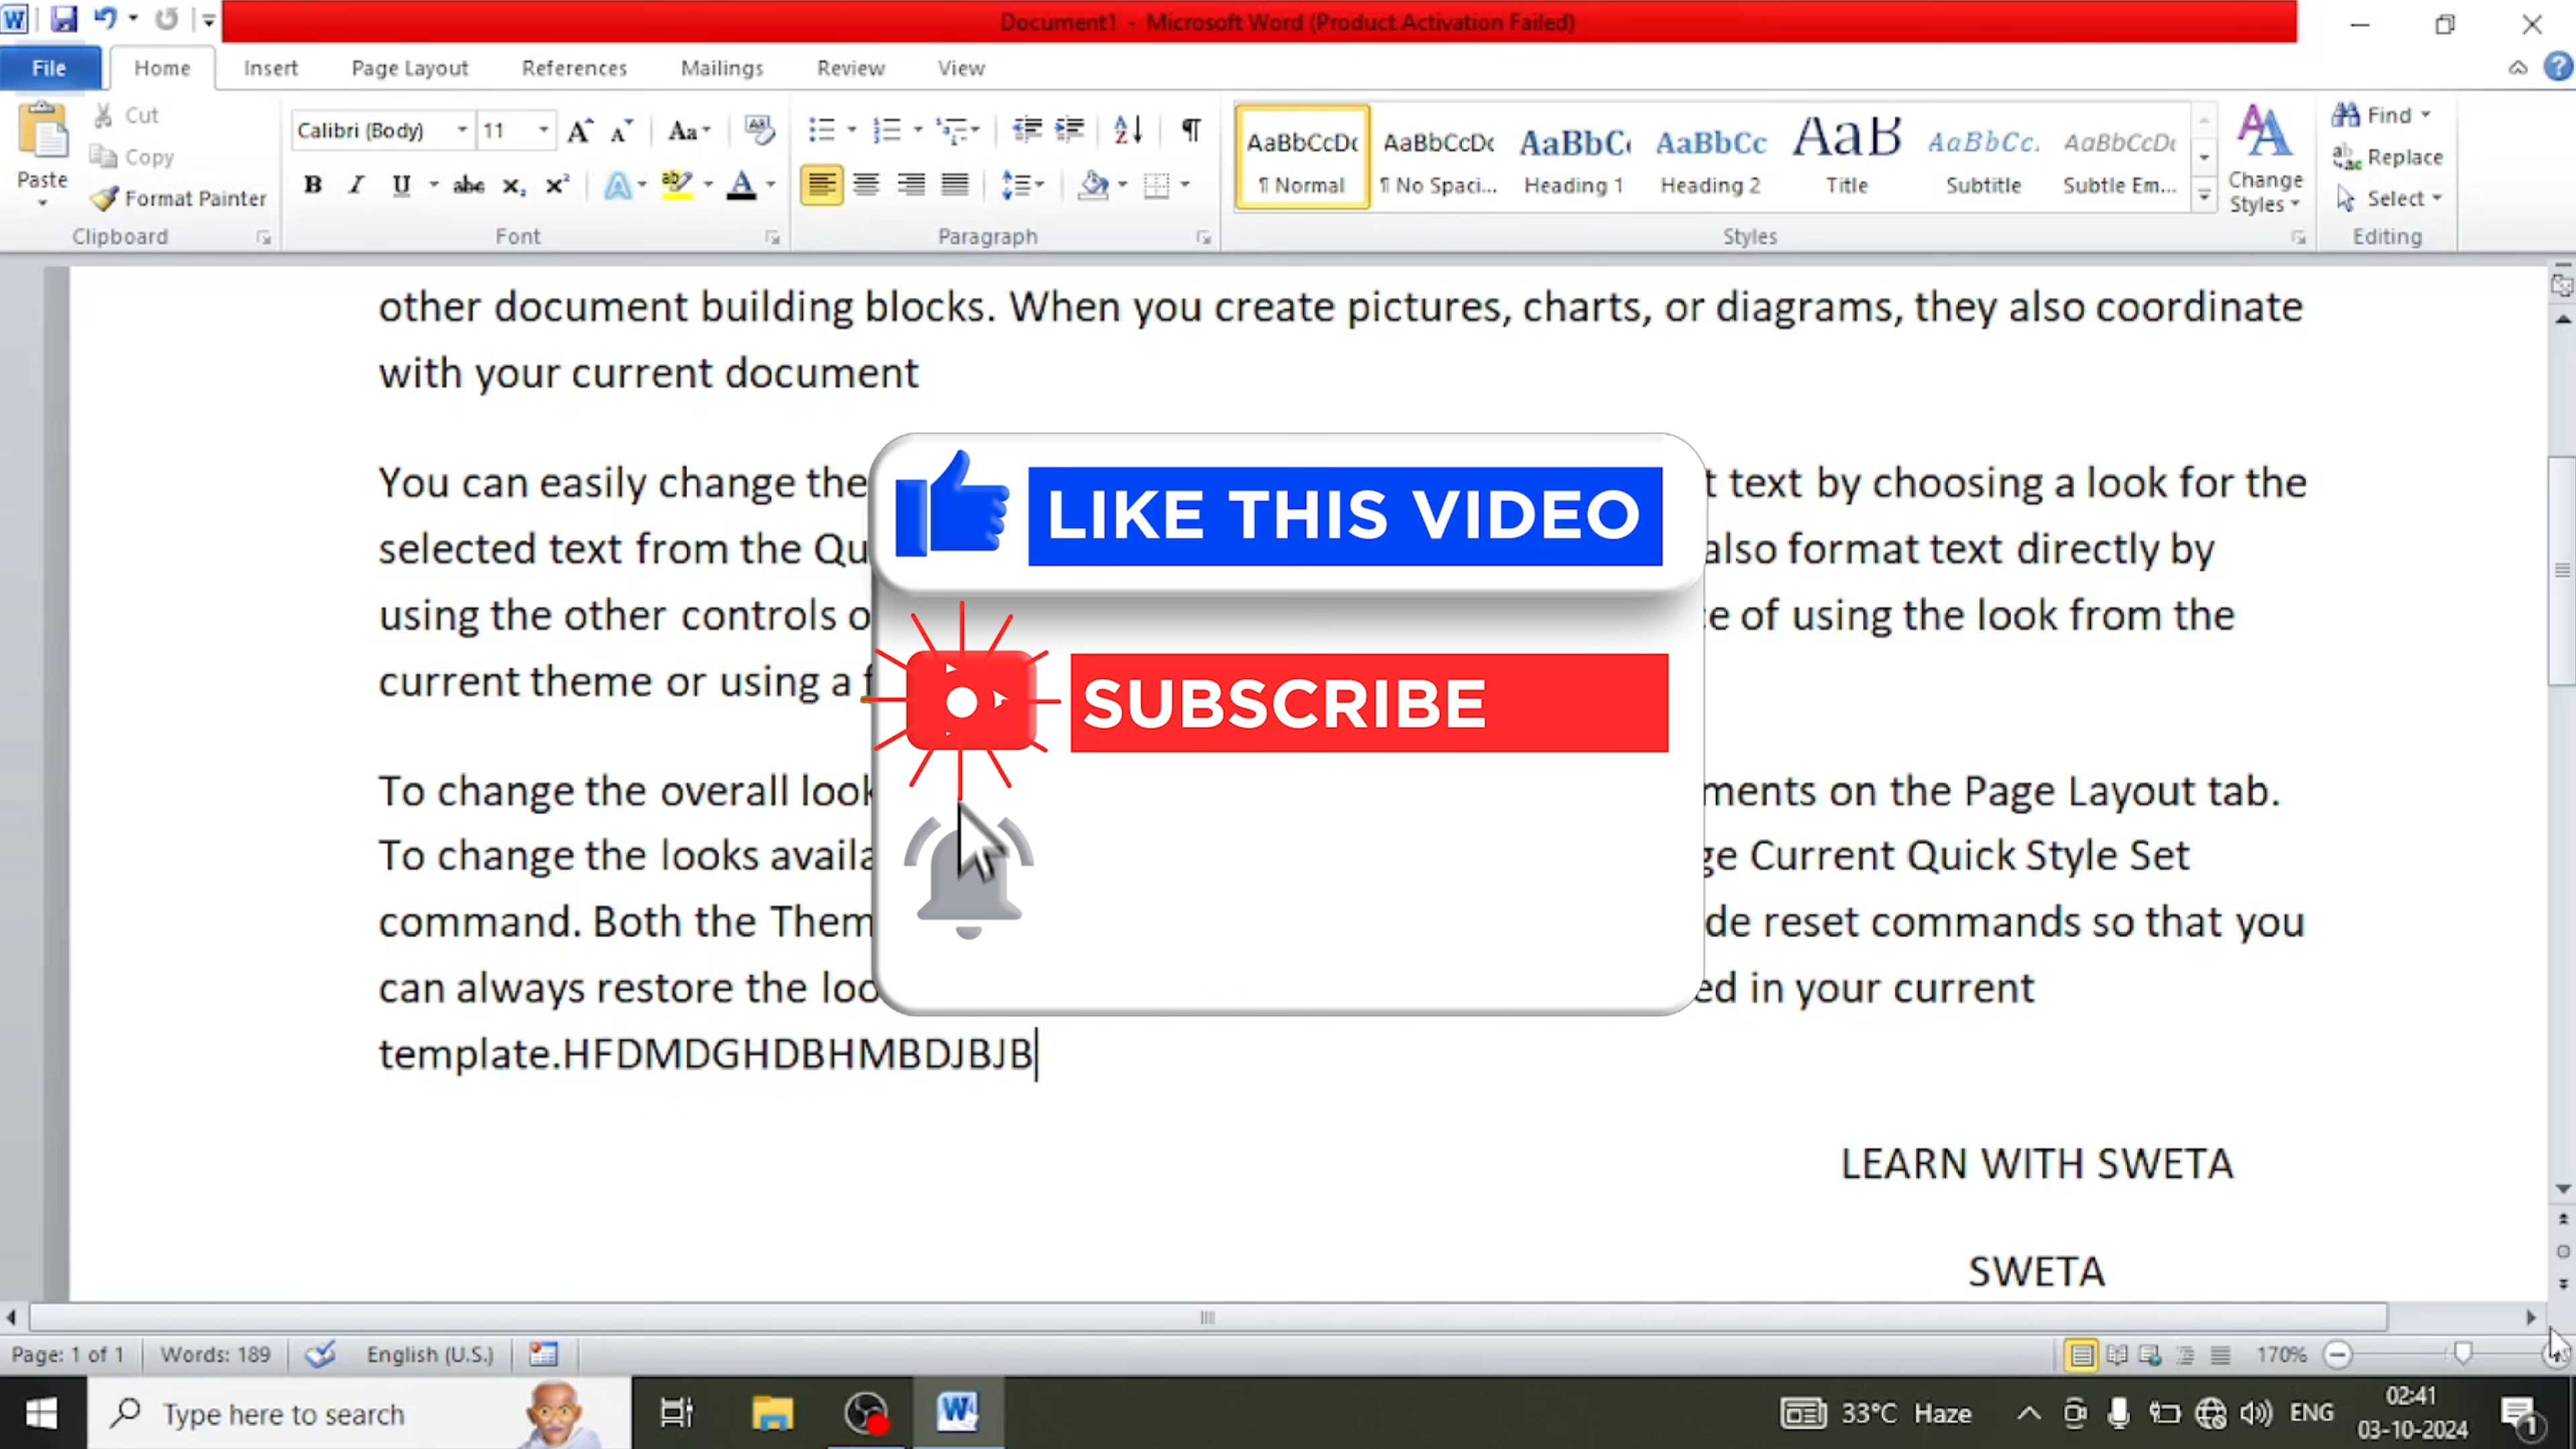 Document1 - Microsoft Word (Product Activation Failed)
File Home Insert Page Layout References Mailings Review View
Paste
Cut
Copy
Format Painter
Clipboard
Calibri (Body) 11
Font
Paragraph
AaBbCcDc AaBbCcDc AaBbC AaBbCc AaB AaBbCc. AaBbCcDc
¶ Normal ¶ No Spaci... Heading 1 Heading 2 Title Subtitle Subtle Em...
Change
Styles
Styles
Find
Replace
Select
Editing
other document building blocks. When you create pictures, charts, or diagrams, they also coordinate
with your current document
You can easily change the t text by choosing a look for the
selected text from the Qu also format text directly by
using the other controls o ce of using the look from the
current theme or using a f
To change the overall look ments on the Page Layout tab.
To change the looks availa ge Current Quick Style Set
command. Both the Them de reset commands so that you
can always restore the loo ed in your current
template.HFDMDGHDBHMBDJBJB
LIKE THIS VIDEO
SUBSCRIBE
LEARN WITH SWETA
SWETA
Page: 1 of 1 Words: 189 English (U.S.) 170%
Type here to search
33°C Haze ENG
02:41
03-10-2024
1